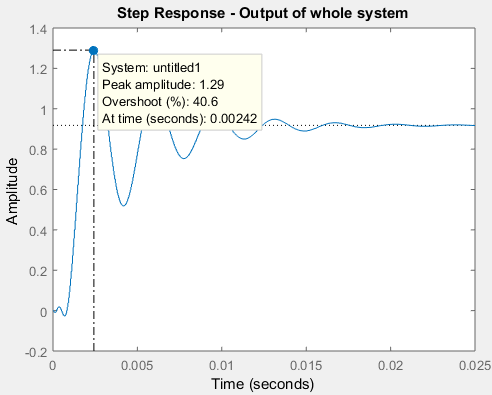 Step Response - Output of whole system
System: untitled1
Peak amplitude: 1.29
Overshoot (%): 40.6
At time (seconds): 0.00242
Amplitude
1.4
1.2
1
0.8
0.6
0.4
0.2
0
-0.2
0 0.005 0.01 0.015 0.02 0.025
Time (seconds)